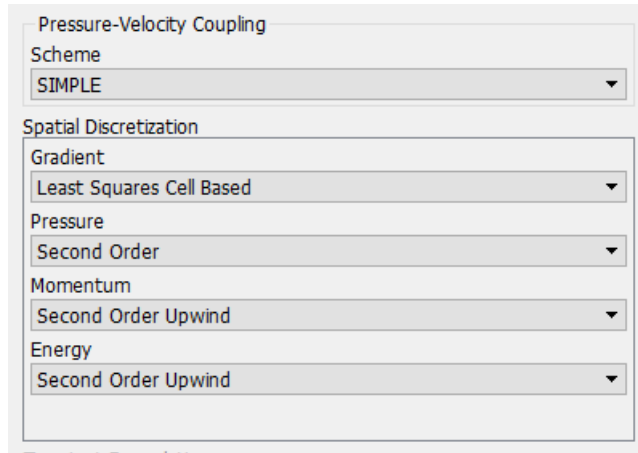 Pressure-Velocity Coupling
Scheme
SIMPLE
Spatial Discretization
Gradient
Least Squares Cell Based
Pressure
Second Order
Momentum
Second Order Upwind
Energy
Second Order Upwind